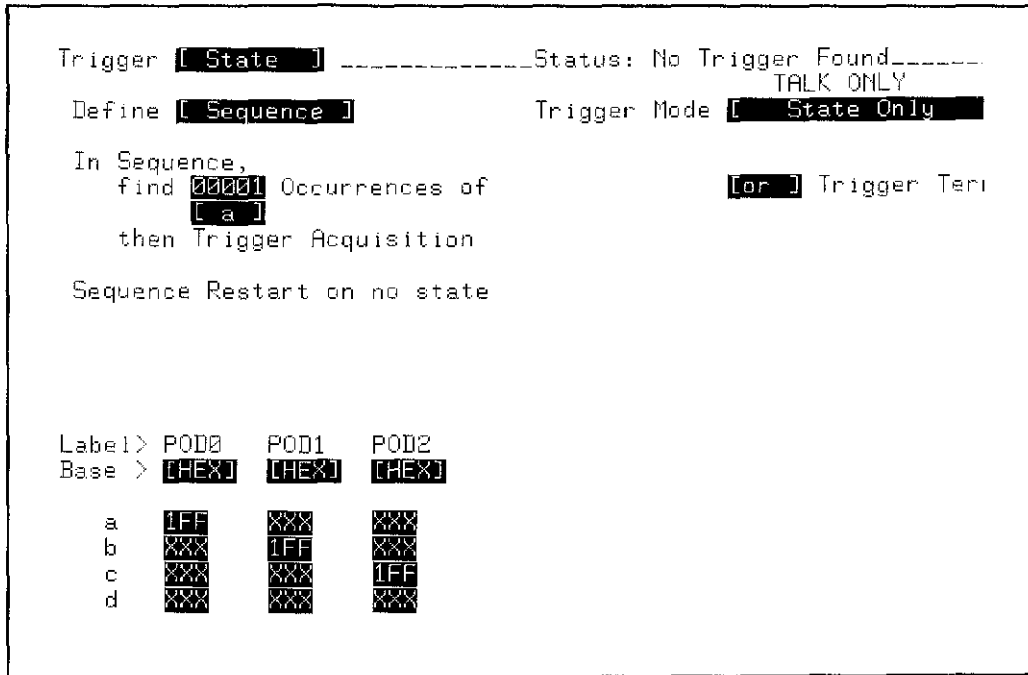 Trigger [ State ] _____________Status: No Trigger Found______
TALK ONLY
Define [ Sequence ] Trigger Mode [ State Only
In Sequence,
find 00001 Occurrences of [or ] Trigger Ter
[ a ]
then Trigger Acquisition
Sequence Restart on no state
Label> POD0 POD1 POD2
Base > [HEX] [HEX] [HEX]
a 1FF XXX XXX
b XXX 1FF XXX
c XXX XXX 1FF
d XXX XXX XXX